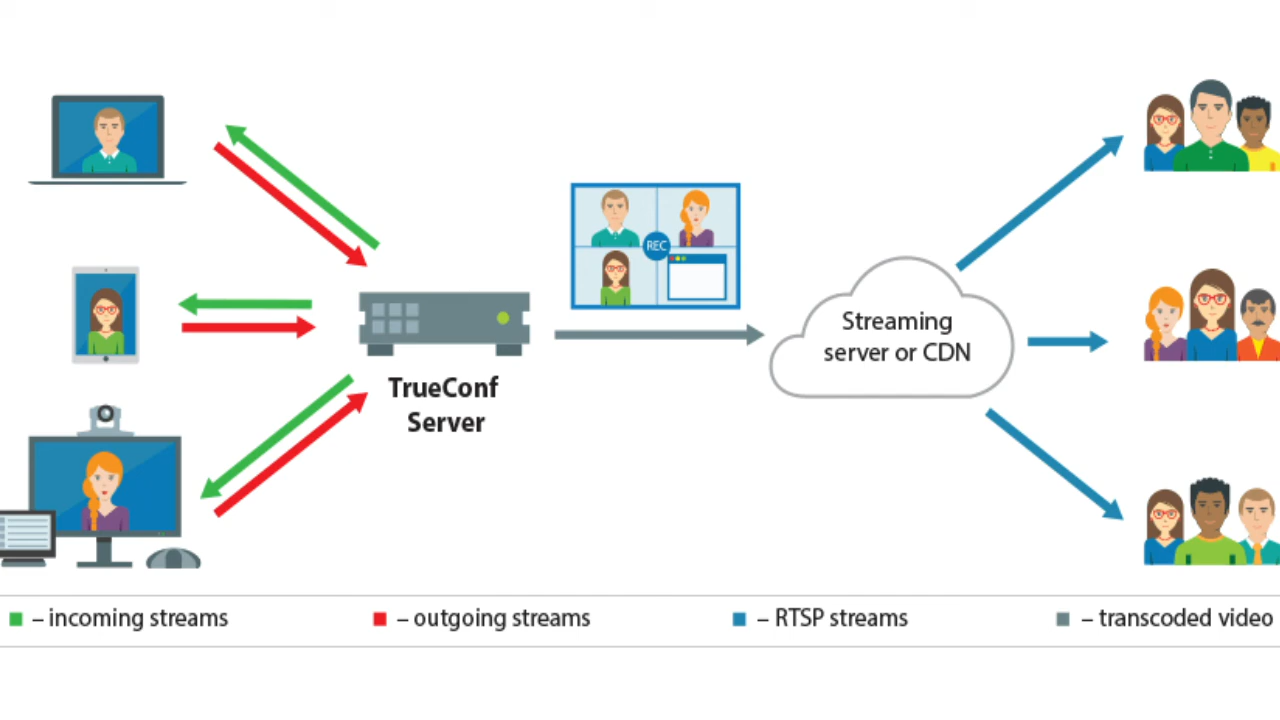 REC
Streaming
server or CDN
TrueConf
Server
– incoming streams
– outgoing streams
– RTSP streams
– transcoded video